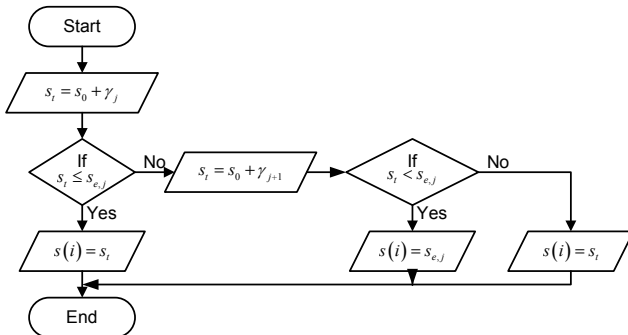 Start
s_t = s_0 + γ_j
If
s_t ≤ s_{e,j}
No
s_t = s_0 + γ_{j+1}
If
s_t < s_{e,j}
No
Yes
Yes
s(i) = s_t
s(i) = s_{e,j}
s(i) = s_t
End